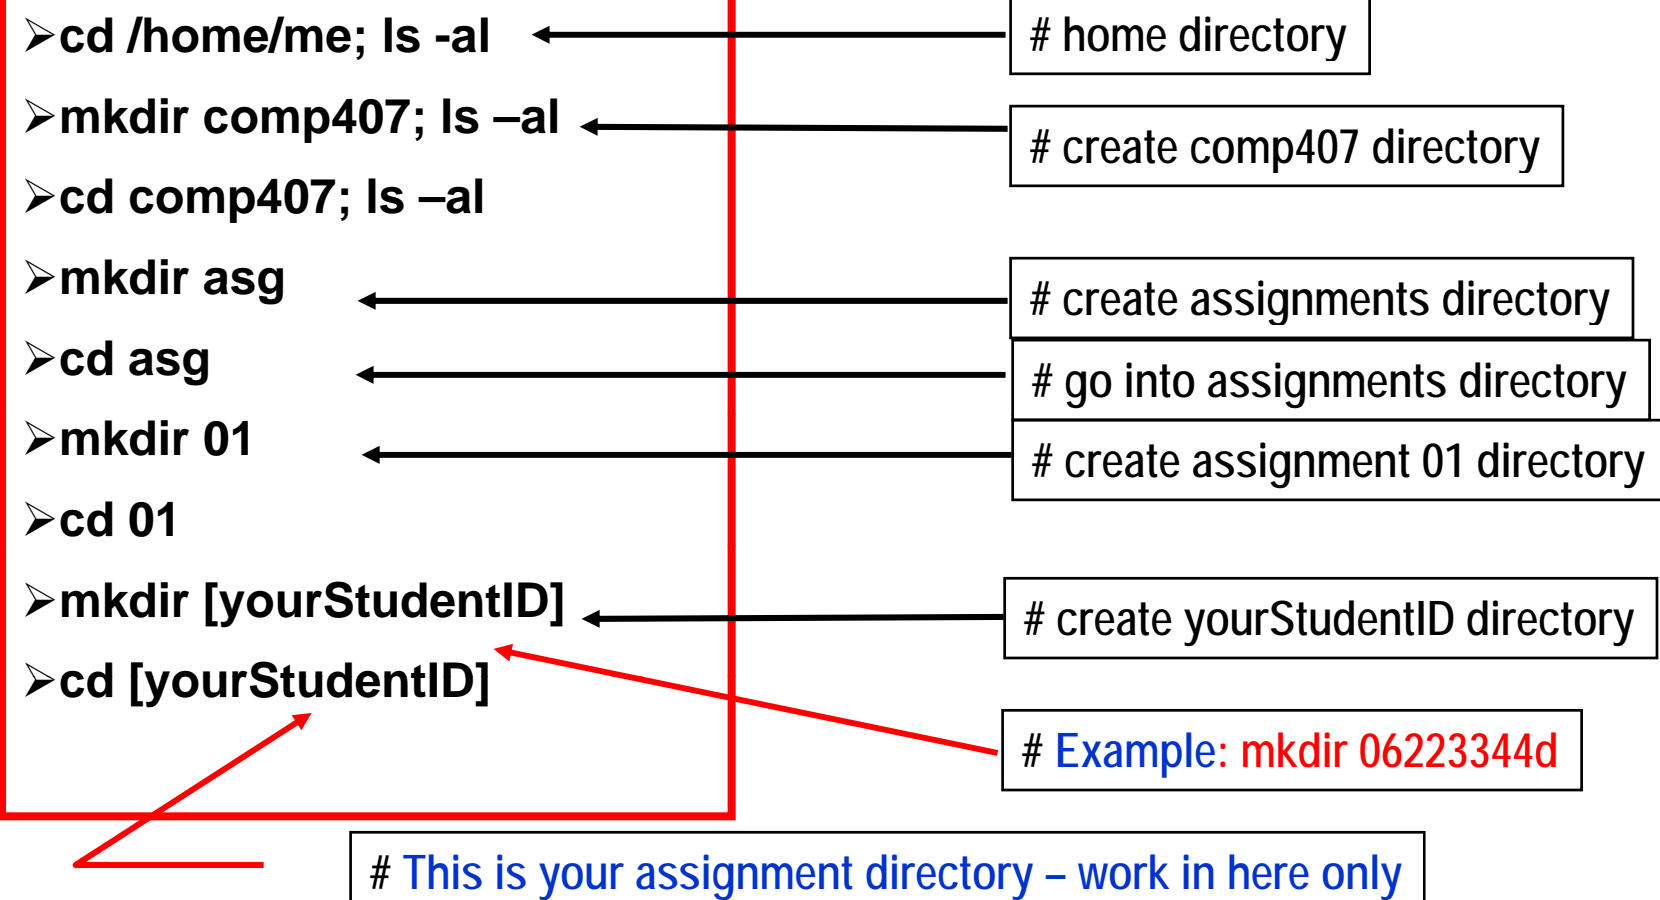 ➢cd /home/me; ls -al
# home directory
➢mkdir comp407; ls –al
# create comp407 directory
➢cd comp407; ls –al
➢mkdir asg
# create assignments directory
➢cd asg
# go into assignments directory
➢mkdir 01
# create assignment 01 directory
➢cd 01
➢mkdir [yourStudentID]
# create yourStudentID directory
➢cd [yourStudentID]
# Example: mkdir 06223344d
# This is your assignment directory – work in here only